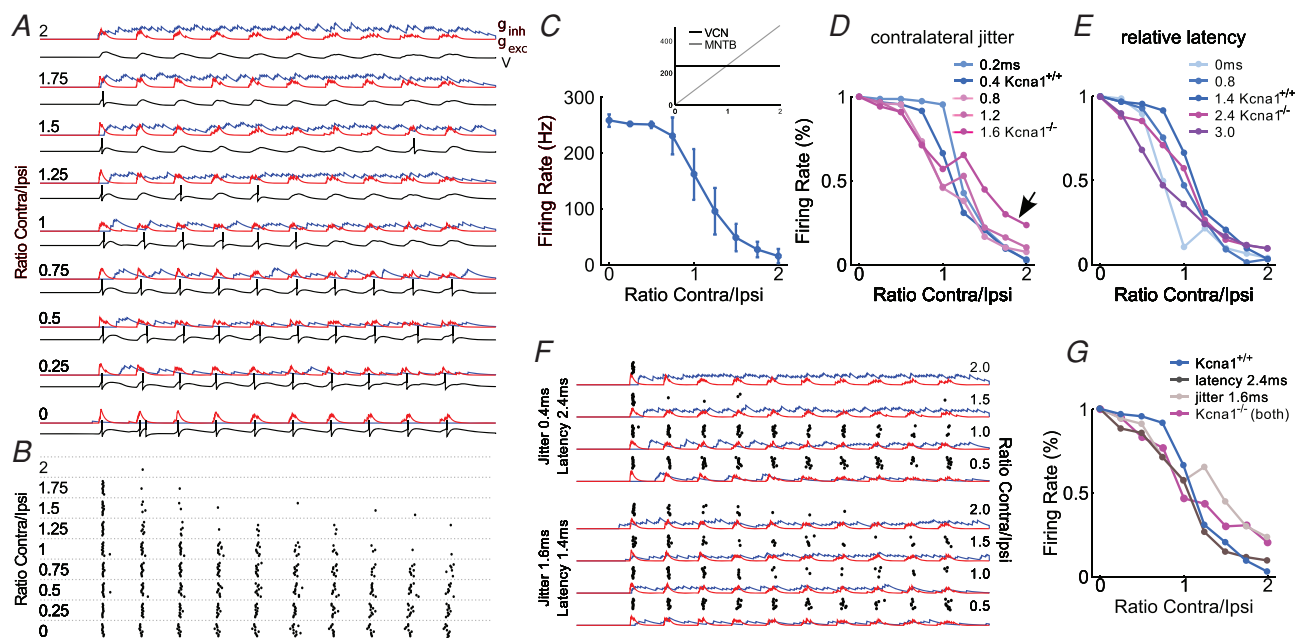 A
2
g inh
g exc
V
1.75
1.5
1.25
1
0.75
0.5
0.25
0
Ratio Contra/Ipsi
B
2
1.75
1.5
1.25
1
0.75
0.5
0.25
0
Ratio Contra/Ipsi
C
VCN
MNTB
400
200
0
0
1
2
300
200
100
0
Firing Rate (Hz)
0
1
2
Ratio Contra/Ipsi
D
contralateral jitter
0.2ms
0.4 Kcna1+/+
0.8
1.2
1.6 Kcna1-/-
1
0.5
0
Firing Rate (%)
0
1
2
Ratio Contra/Ipsi
E
relative latency
0ms
0.8
1.4 Kcna1+/+
2.4 Kcna1-/-
3.0
1
0.5
0
0
1
2
Ratio Contra/Ipsi
F
Jitter 0.4ms
Latency 2.4ms
2.0
1.5
1.0
0.5
Jitter 1.6ms
Latency 1.4ms
2.0
1.5
1.0
0.5
Ratio Contra/Ipsi
G
Kcna1+/+
latency 2.4ms
jitter 1.6ms
Kcna1-/- (both)
1
0.5
0
Firing Rate (%)
0
1
2
Ratio Contra/Ipsi